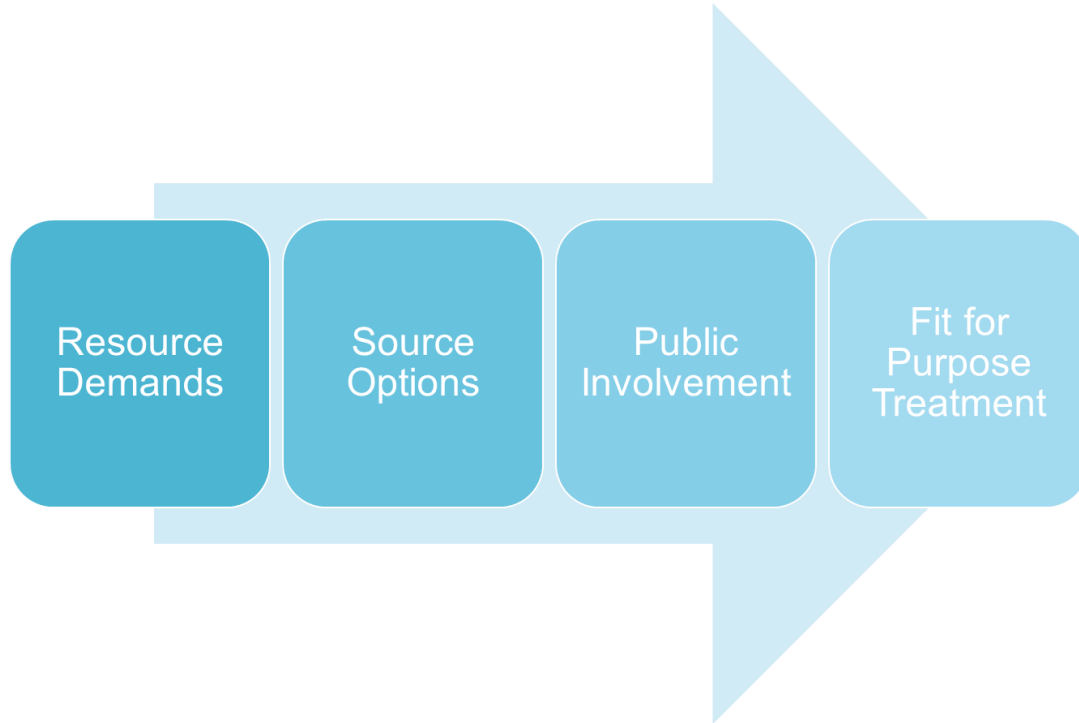 Resource
Demands
Source
Options
Public
Involvement
Fit for
Purpose
Treatment